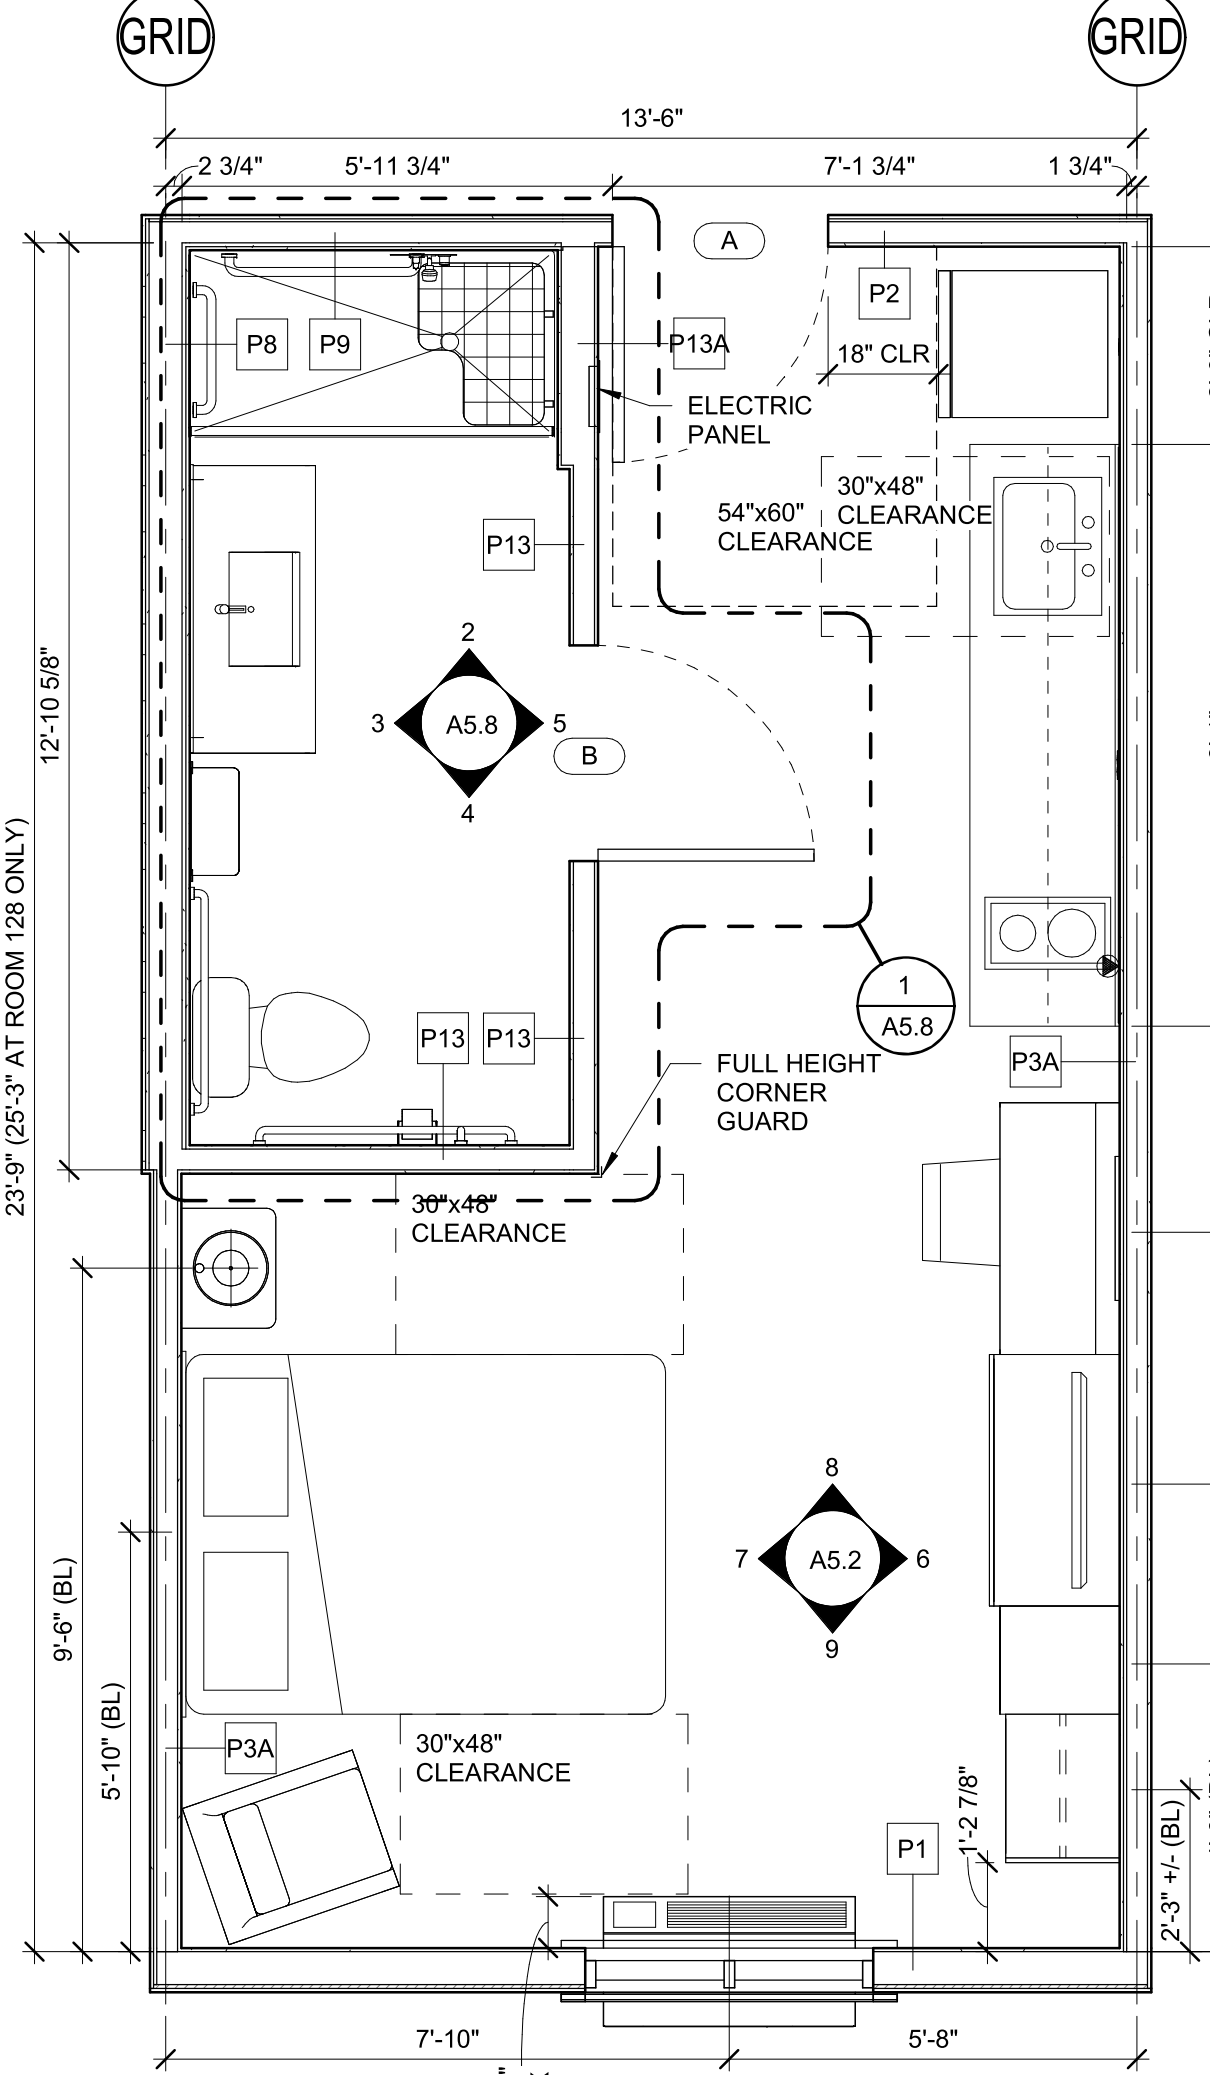 GRID
GRID
13'-6"
2 3/4"
5'-11 3/4"
7'-1 3/4"
1 3/4"
A
P2
P8
P9
P13A
18" CLR
ELECTRIC
PANEL
30"x48"
CLEARANCE
54"x60"
CLEARANCE
P13
2
3
A5.8
5
4
B
12'-10 5/8"
23'-9" (25'-3" AT ROOM 128 ONLY)
1
A5.8
P13
P13
P3A
FULL HEIGHT
CORNER
GUARD
30"x48"
CLEARANCE
8
7
A5.2
6
9
9'-6" (BL)
5'-10" (BL)
P3A
30"x48"
CLEARANCE
P1
1'-2 7/8"
2'-3" +/- (BL)
7'-10"
5'-8"